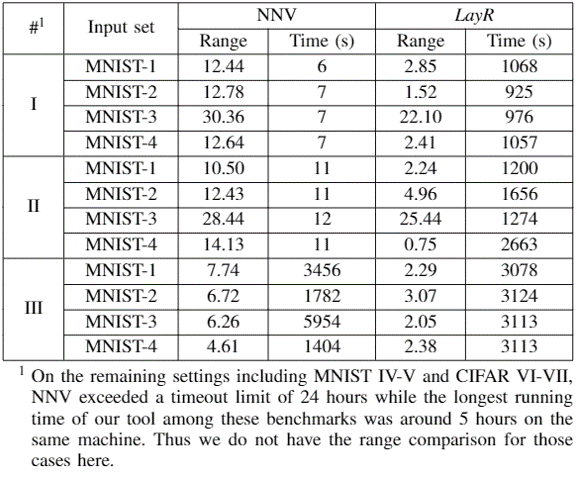 #1 Input set NNV LayR
Range Time (s) Range Time (s)
I MNIST-1 12.44 6 2.85 1068
MNIST-2 12.78 7 1.52 925
MNIST-3 30.36 7 22.10 976
MNIST-4 12.64 7 2.41 1057
II MNIST-1 10.50 11 2.24 1200
MNIST-2 12.43 11 4.96 1656
MNIST-3 28.44 12 25.44 1274
MNIST-4 14.13 11 0.75 2663
III MNIST-1 7.74 3456 2.29 3078
MNIST-2 6.72 1782 3.07 3124
MNIST-3 6.26 5954 2.05 3113
MNIST-4 4.61 1404 2.38 3113
1 On the remaining settings including MNIST IV-V and CIFAR VI-VII,
NNV exceeded a timeout limit of 24 hours while the longest running
time of our tool among these benchmarks was around 5 hours on the
same machine. Thus we do not have the range comparison for those
cases here.